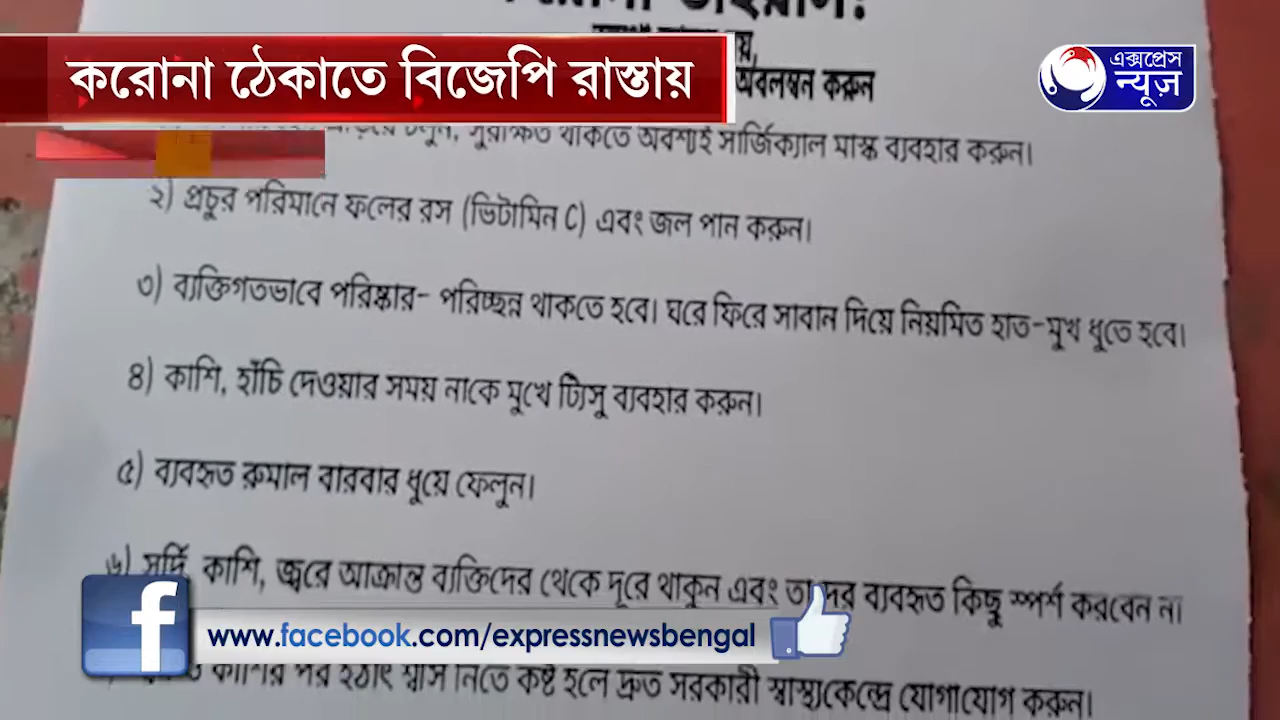 করোনা ঠেকাতে বিজেপি রাস্তায়
এক্সপ্রেস
ন্যূজ়
অবলম্বন করুন
চলুন, সুরক্ষিত থাকতে অবশ্যই সার্জিক্যাল মাস্ক ব্যবহার করুন।
২) প্রচুর পরিমানে ফলের রস (ভিটামিন C) এবং জল পান করুন।
৩) ব্যক্তিগতভাবে পরিষ্কার- পরিচ্ছন্ন থাকতে হবে। ঘরে ফিরে সাবান দিয়ে নিয়মিত হাত-মুখ ধুতে হবে।
৪) কাশি, হাঁচি দেওয়ার সময় নাকে মুখে ট্যিসু ব্যবহার করুন।
৫) ব্যবহৃত রুমাল বারবার ধুয়ে ফেলুন।
৬) সর্দি, কাশি, জ্বরে আক্রান্ত ব্যক্তিদের থেকে দূরে থাকুন এবং তাদের ব্যবহৃত কিছু স্পর্শ করবেন না।
www.facebook.com/expressnewsbengal
কাশির পর হঠাৎ শ্বাস নিতে কষ্ট হলে দ্রুত সরকারী স্বাস্থ্যকেন্দ্রে যোগাযোগ করুন।